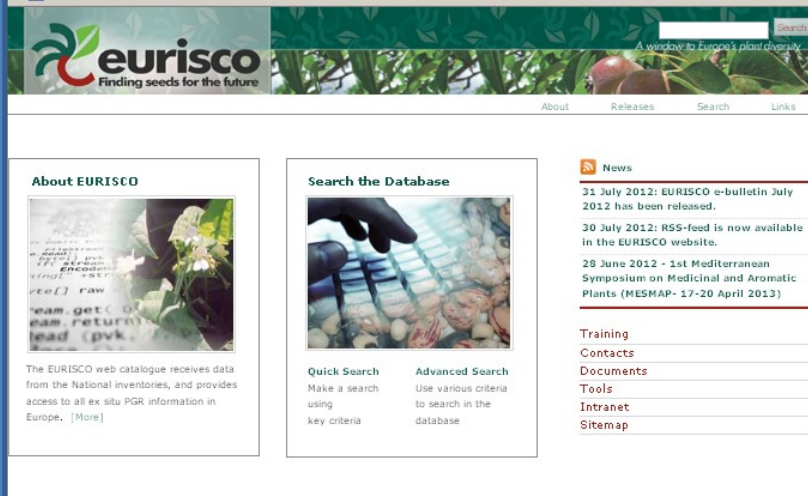 eurisco
Finding seeds for the future
Search
A window to Europe's plant diversity
About
Releases
Search
Links
About EURISCO
The EURISCO web catalogue receives data
from the National inventories, and provides
access to all ex situ PGR information in
Europe. [More]
Search the Database
Quick Search
Make a search
using
key criteria
Advanced Search
Use various criteria
to search in the
database
News
31 July 2012: EURISCO e-bulletin July
2012 has been released.
30 July 2012: RSS-feed is now available
in the EURISCO website.
28 June 2012 - 1st Mediterranean
Symposium on Medicinal and Aromatic
Plants (MESMAP- 17-20 April 2013)
Training
Contacts
Documents
Tools
Intranet
Sitemap